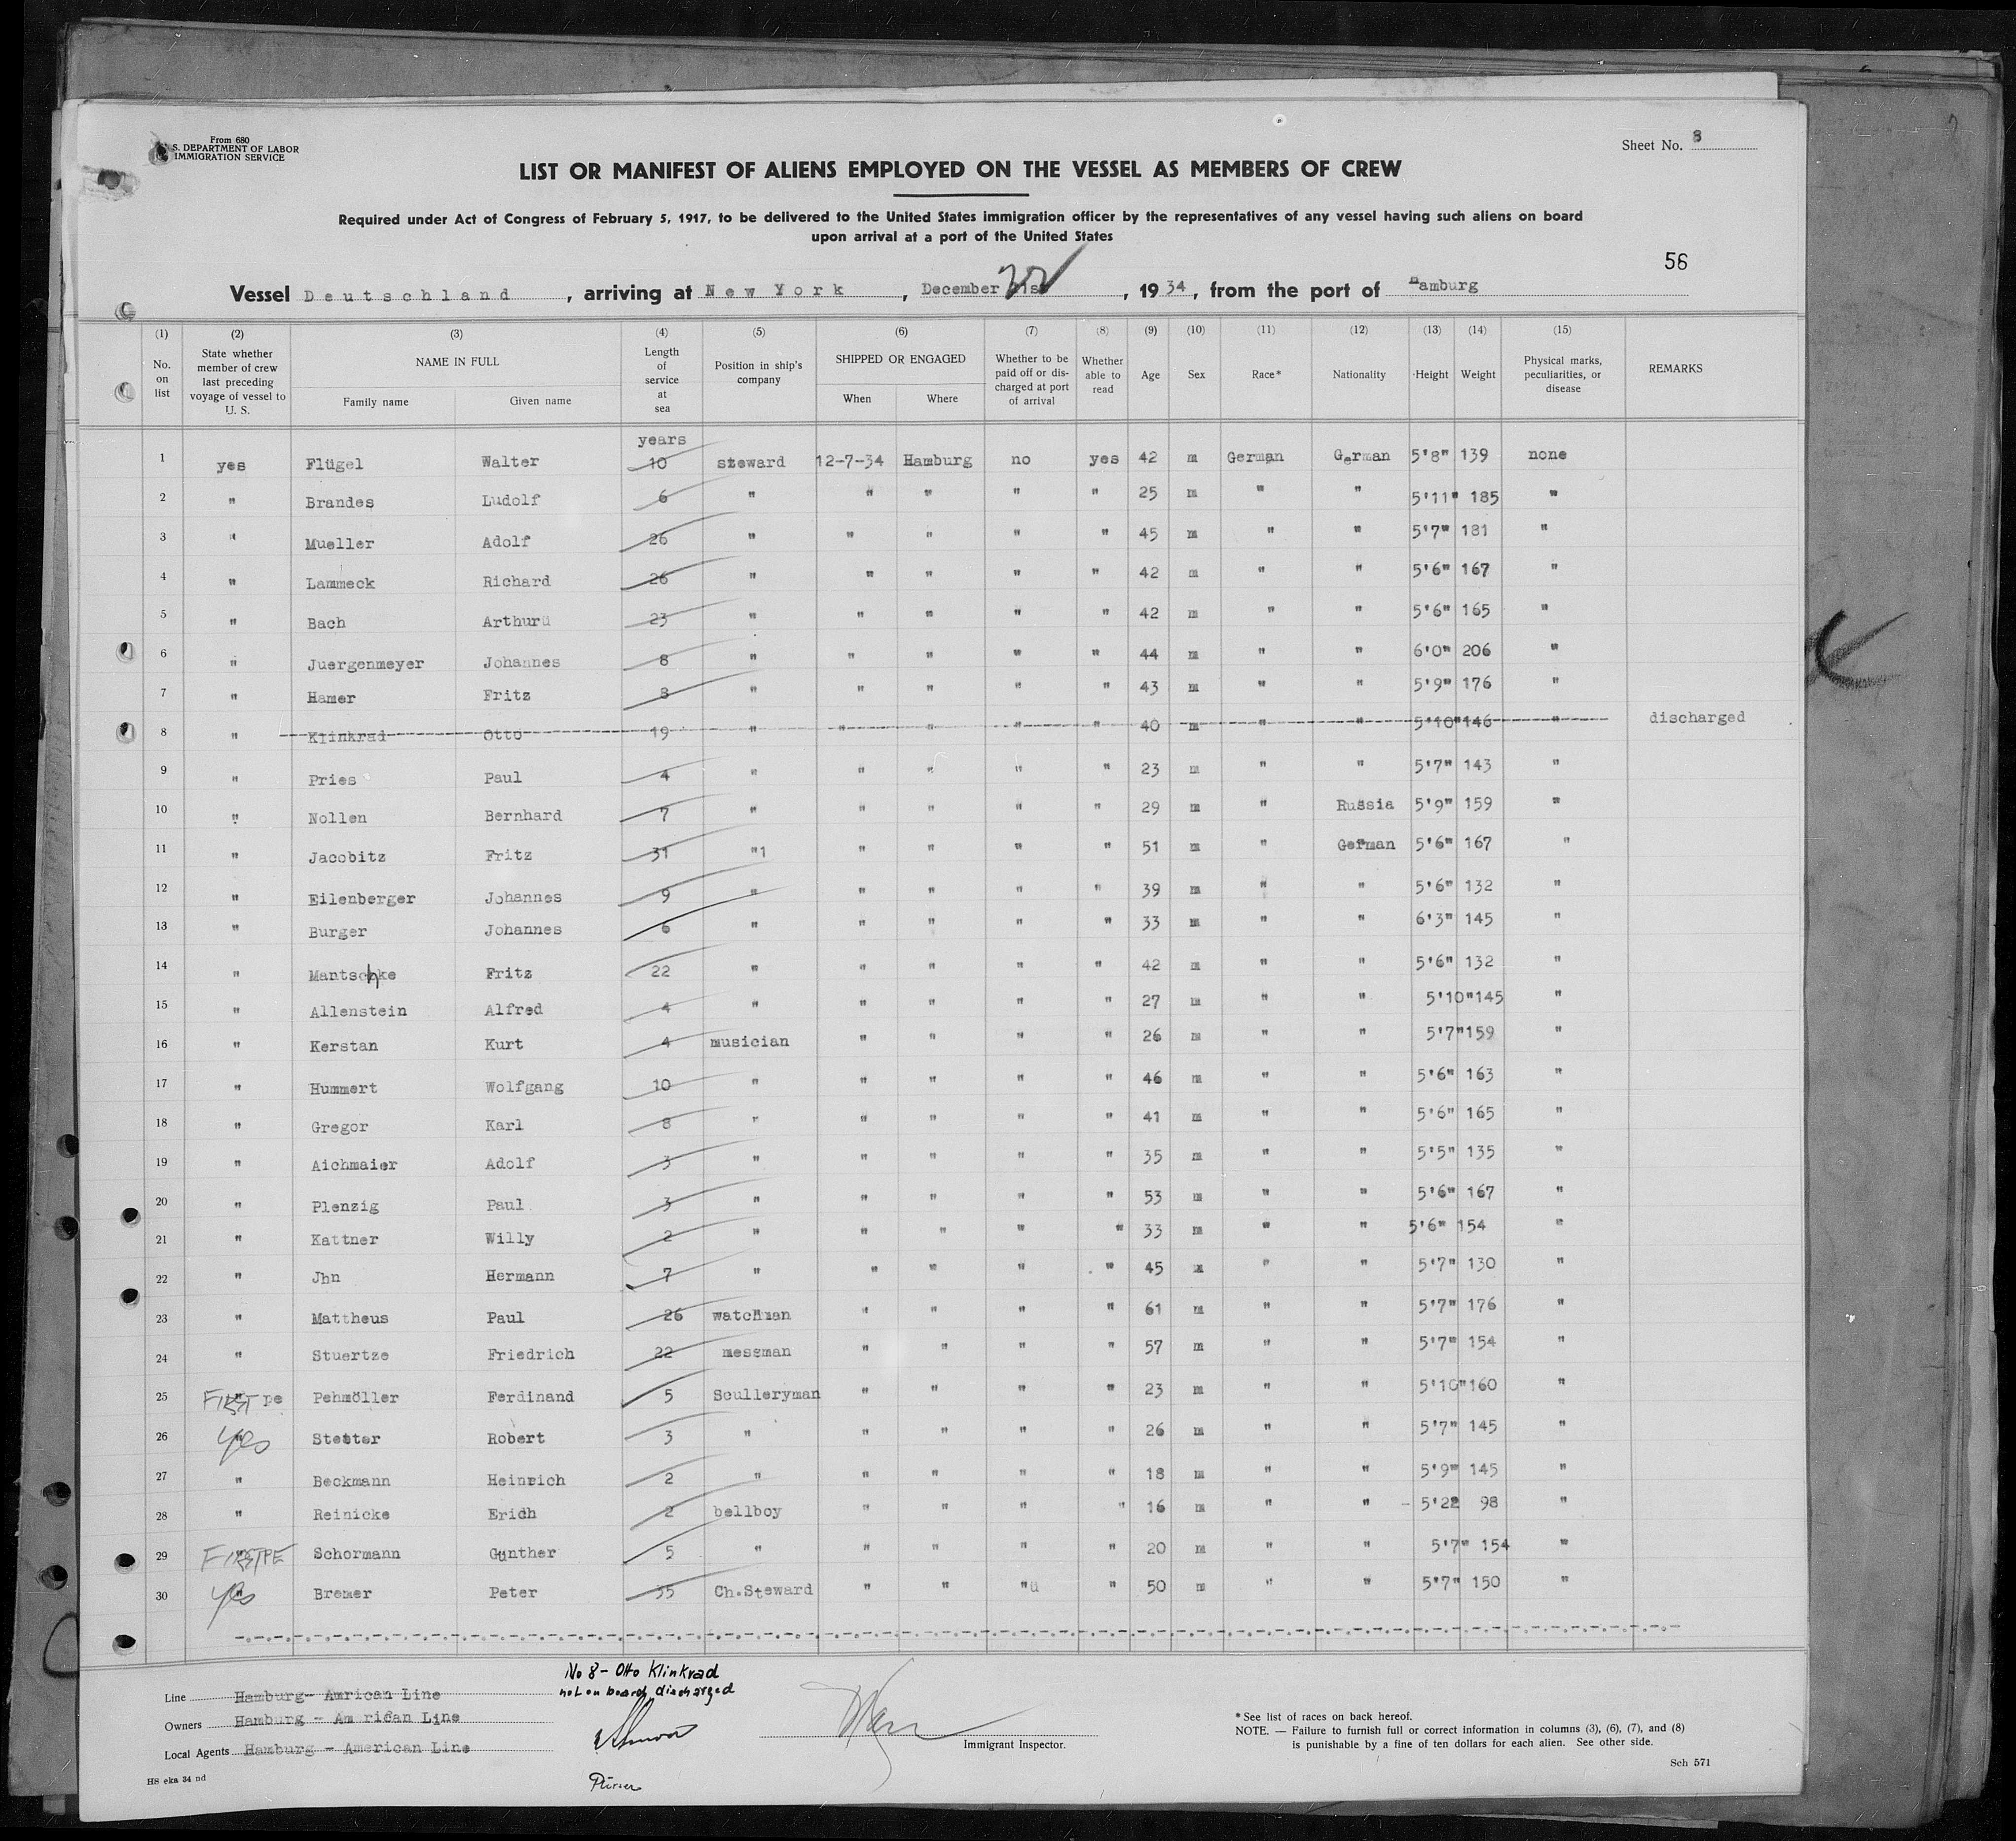 From 680
S. DEPARTMENT OF LABOR
IMMIGRATION SERVICE
Sheet No. 8
LIST OR MANIFEST OF ALIENS EMPLOYED ON THE VESSEL AS MEMBERS OF CREW
Required under Act of Congress of February 5, 1917, to be delivered to the United States immigration officer by the representatives of any vessel having such aliens on board
upon arrival at a port of the United States
56
Vessel Deutschland, arriving at New York, December 22, 1934, from the port of Hamburg
(1) (2) (3) (4) (5) (6) (7) (8) (9) (10) (11) (12) (13) (14) (15)
No. on list | State whether member of crew last preceding voyage of vessel to U. S. | NAME IN FULL Family name Given name | Length of service at sea | Position in ship's company | SHIPPED OR ENGAGED When Where | Whether to be paid off or discharged at port of arrival | Whether able to read | Age | Sex | Race* | Nationality | Height | Weight | Physical marks, peculiarities, or disease | REMARKS
years
1 yes Flügel Walter 10 steward 12-7-34 Hamburg no yes 42 m German German 5'8" 139 none
2 " Brandes Ludolf 6 " " " " " 25 m " " 5'11" 185 "
3 " Mueller Adolf 26 " " " " " 45 m " " 5'7" 181 "
4 " Lammeck Richard 26 " " " " " 42 m " " 5'6" 167 "
5 " Bach Arthurü 23 " " " " " 42 m " " 5'6" 165 "
6 " Juergenmeyer Johannes 8 " " " " " 44 m " " 6'0" 206 "
7 " Hamer Fritz 8 " " " " " 43 m " " 5'9" 176 "
8 " Klinkrad Otto 19 " " " " " 40 m " " 5'10" 146 " discharged
9 " Pries Paul 4 " " " " " 23 m " " 5'7" 143 "
10 " Nollen Bernhard 7 " " " " " 29 m " Russia 5'9" 159 "
11 " Jacobitz Fritz 31 "1 " " " " 51 m " German 5'6" 167 "
12 " Eilenberger Johannes 9 " " " " " 39 m " " 5'6" 132 "
13 " Burger Johannes 6 " " " " " 33 m " " 6'3" 145 "
14 " Mantschke Fritz 22 " " " " " 42 m " " 5'6" 132 "
15 " Allenstein Alfred 4 " " " " " 27 m " " 5'10" 145 "
16 " Kerstan Kurt 4 musician " " " " 26 m " " 5'7" 159 "
17 " Hummert Wolfgang 10 " " " " " 46 m " " 5'6" 163 "
18 " Gregor Karl 8 " " " " " 41 m " " 5'6" 165 "
19 " Aichmaier Adolf 3 " " " " " 35 m " " 5'5" 135 "
20 " Plenzig Paul 3 " " " " " 53 m " " 5'6" 167 "
21 " Kattner Willy 2 " " " " " 33 m " " 5'6" 154 "
22 " Jhn Hermann 7 " " " " " 45 m " " 5'7" 130 "
23 " Mattheus Paul 26 watchman " " " " 61 m " " 5'7" 176 "
24 " Stuertze Friedrich 22 messman " " " " 57 m " " 5'7" 154 "
25 FIRST pe Pehmöller Ferdinand 5 Sculleryman " " " " 23 m " " 5'10" 160 "
26 yes Stetter Robert 3 " " " " " 26 m " " 5'7" 145 "
27 " Beckmann Heinrich 2 " " " " " 18 m " " 5'9" 145 "
28 " Reinicke Erich 2 bellboy " " " " 16 m " " 5'22 98 "
29 FIRST PE Schormann Günther 5 " " " " " 20 m " " 5'7" 154 "
30 yes Bremer Peter 35 Ch.Steward " " "ü " 50 m " " 5'7" 150 "
No 8 - Otto Klinkrad
not on board, discharged
Line Hamburg- Amrican Line
Owners Hamburg - American Line
Local Agents Hamburg - American Line
Immigrant Inspector.
*See list of races on back hereof.
NOTE. — Failure to furnish full or correct information in columns (3), (6), (7), and (8)
is punishable by a fine of ten dollars for each alien. See other side.
H8 eka 34 nd
Sch 571